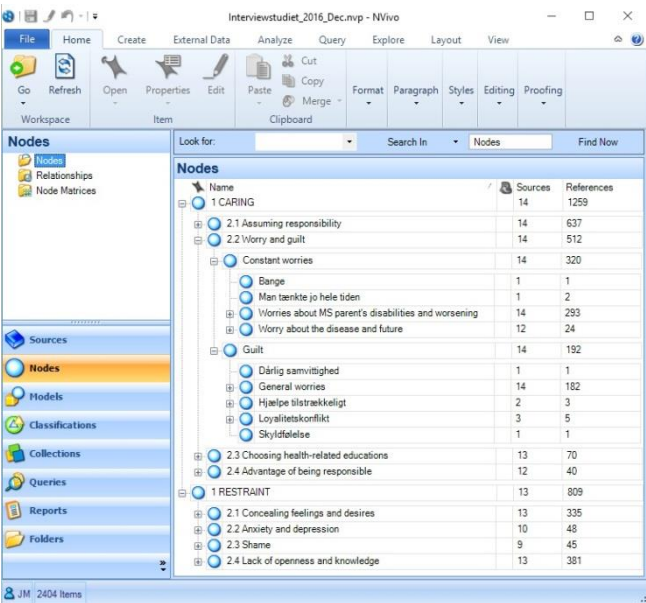 Interviewstudiet_2016_Dec.nvp - NVivo
File Home Create External Data Analyze Query Explore Layout View
Go Refresh Open Properties Edit Paste Cut
Copy
Merge
Format Paragraph Styles Editing Proofing
Workspace Item Clipboard
Nodes
Nodes
Relationships
Node Matrices
Sources
Nodes
Models
Classifications
Collections
Queries
Reports
Folders
Look for: Search In Nodes Find Now
Nodes
Name Sources References
1 CARING 14 1259
2.1 Assuming responsibility 14 637
2.2 Worry and guilt 14 512
Constant worries 14 320
Bange 1 1
Man tænkte jo hele tiden 1 2
Worries about MS parent's disabilities and worsening 14 293
Worry about the disease and future 12 24
Guilt 14 192
Dårlig samvittighed 1 1
General worries 14 182
Hjælpe tilstrækkeligt 2 3
Loyalitetskonflikt 3 5
Skyldfølelse 1 1
2.3 Choosing health-related educations 13 70
2.4 Advantage of being responsible 12 40
1 RESTRAINT 13 809
2.1 Concealing feelings and desires 13 335
2.2 Anxiety and depression 10 48
2.3 Shame 9 45
2.4 Lack of openness and knowledge 13 381
JM 2404 Items